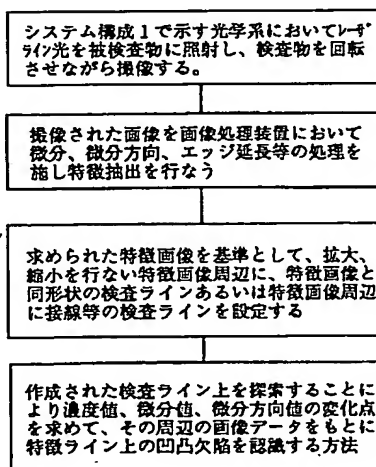 システム構成1で示す光学系においてレーザ
ライン光を被検査物に照射し、検査物を回転
させながら撮像する。
撮像された画像を画像処理装置において
微分、微分方向、エッジ延長等の処理を
施し特徴抽出を行なう
求められた特徴画像を基準として、拡大、
縮小を行ない特徴画像周辺に、特徴画像と
同形状の検査ラインあるいは特徴画像周辺
に接線等の検査ラインを設定する
作成された検査ライン上を探索することに
より濃度値、微分値、微分方向値の変化点
を求めて、その周辺の画像データをもとに
特徴ライン上の凹凸欠陥を認識する方法